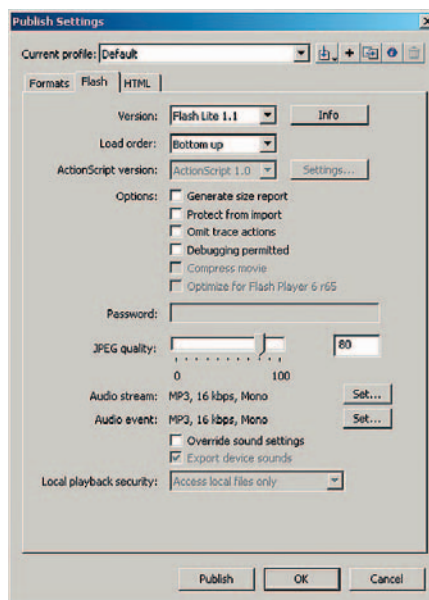 Publish Settings
Current profile: Default
Formats Flash HTML
Version: Flash Lite 1.1 Info
Load order: Bottom up
ActionScript version: ActionScript 1.0 Settings...
Options: Generate size report
Protect from import
Omit trace actions
Debugging permitted
Compress movie
Optimize for Flash Player 6 r65
Password:
JPEG quality: 80
0 100
Audio stream: MP3, 16 kbps, Mono Set...
Audio event: MP3, 16 kbps, Mono Set...
Override sound settings
Export device sounds
Local playback security: Access local files only
Publish OK Cancel